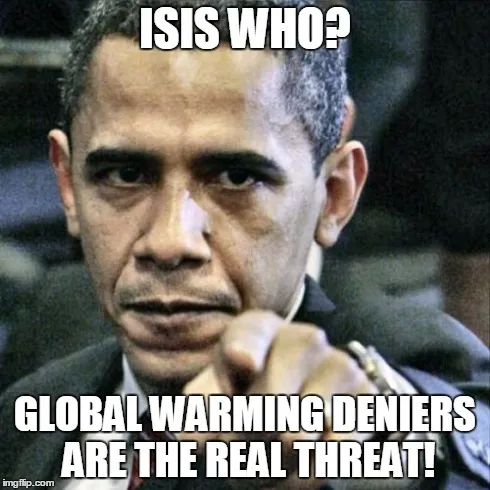 ISIS WHO?
GLOBAL WARMING DENIERS
ARE THE REAL THREAT!
imgflip.com